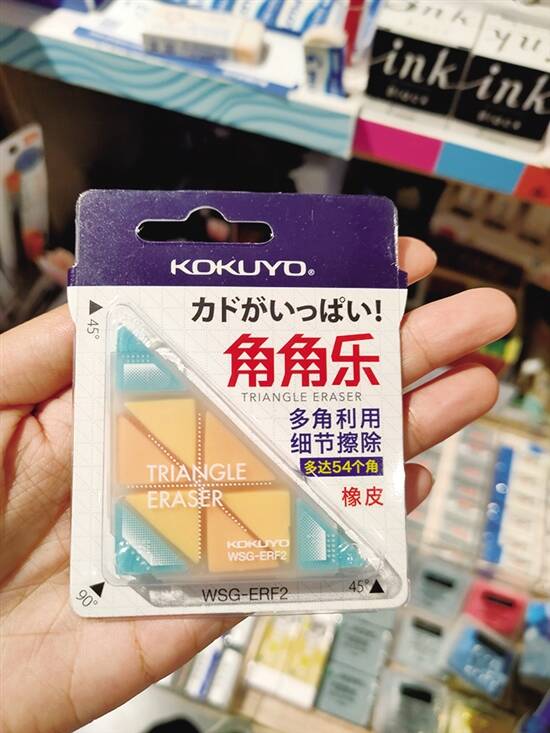 ink
ink
KOKUYO®
カドがいっぱい!
角角乐
TRIANGLE ERASER
多角利用
细节擦除
多达54个角
橡皮
45°
TRIANGLE
ERASER
KOKUYO
WSG-ERF2
WSG-ERF2
90°
45°